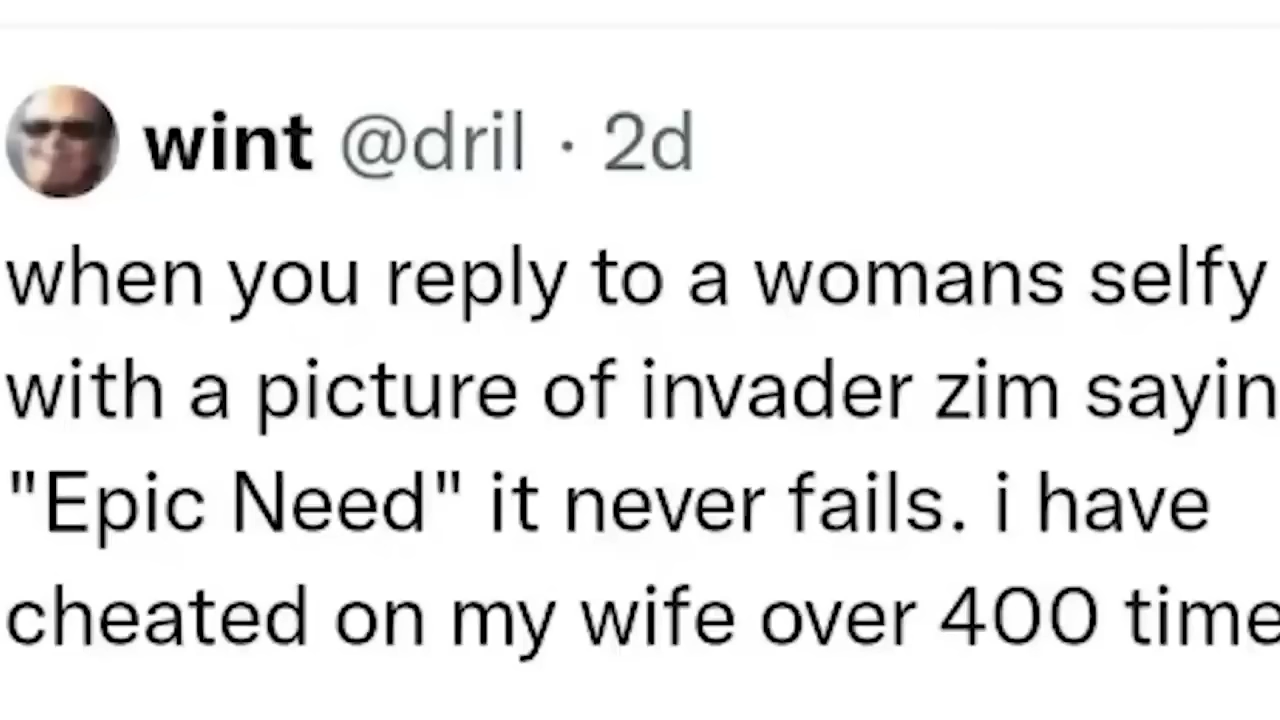 wint @dril · 2d
when you reply to a womans selfy
with a picture of invader zim sayin
"Epic Need" it never fails. i have
cheated on my wife over 400 time